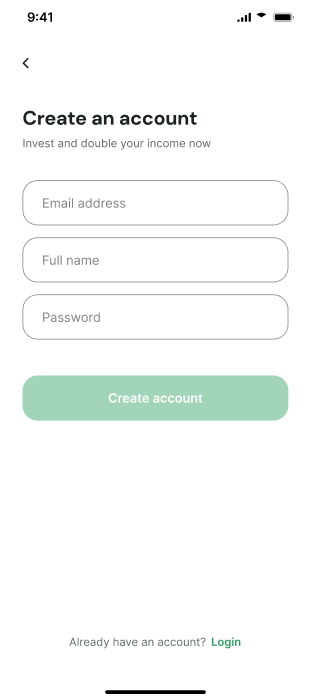 9:41
Create an account
Invest and double your income now
Email address
Full name
Password
Create account
Already have an account? Login